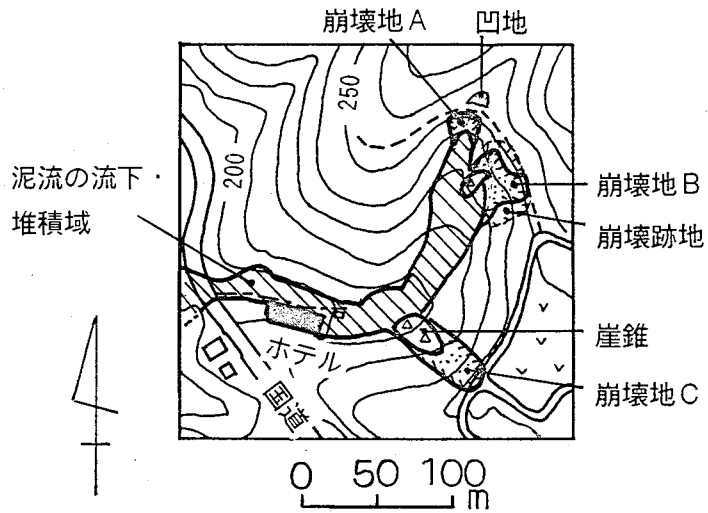 崩壊地A
凹地
250
200
泥流の流下・
堆積域
崩壊地B
崩壊跡地
崖錐
ホテル
崩壊地C
国道
0 50 100
m